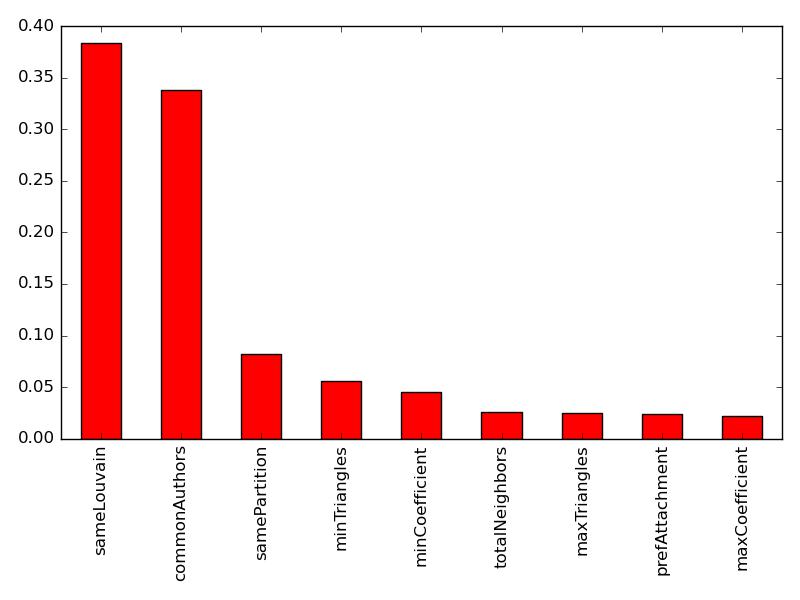 0.40
0.35
0.30
0.25
0.20
0.15
0.10
0.05
0.00
sameLouvain
commonAuthors
samePartition
minTriangles
minCoefficient
totalNeighbors
maxTriangles
prefAttachment
maxCoefficient